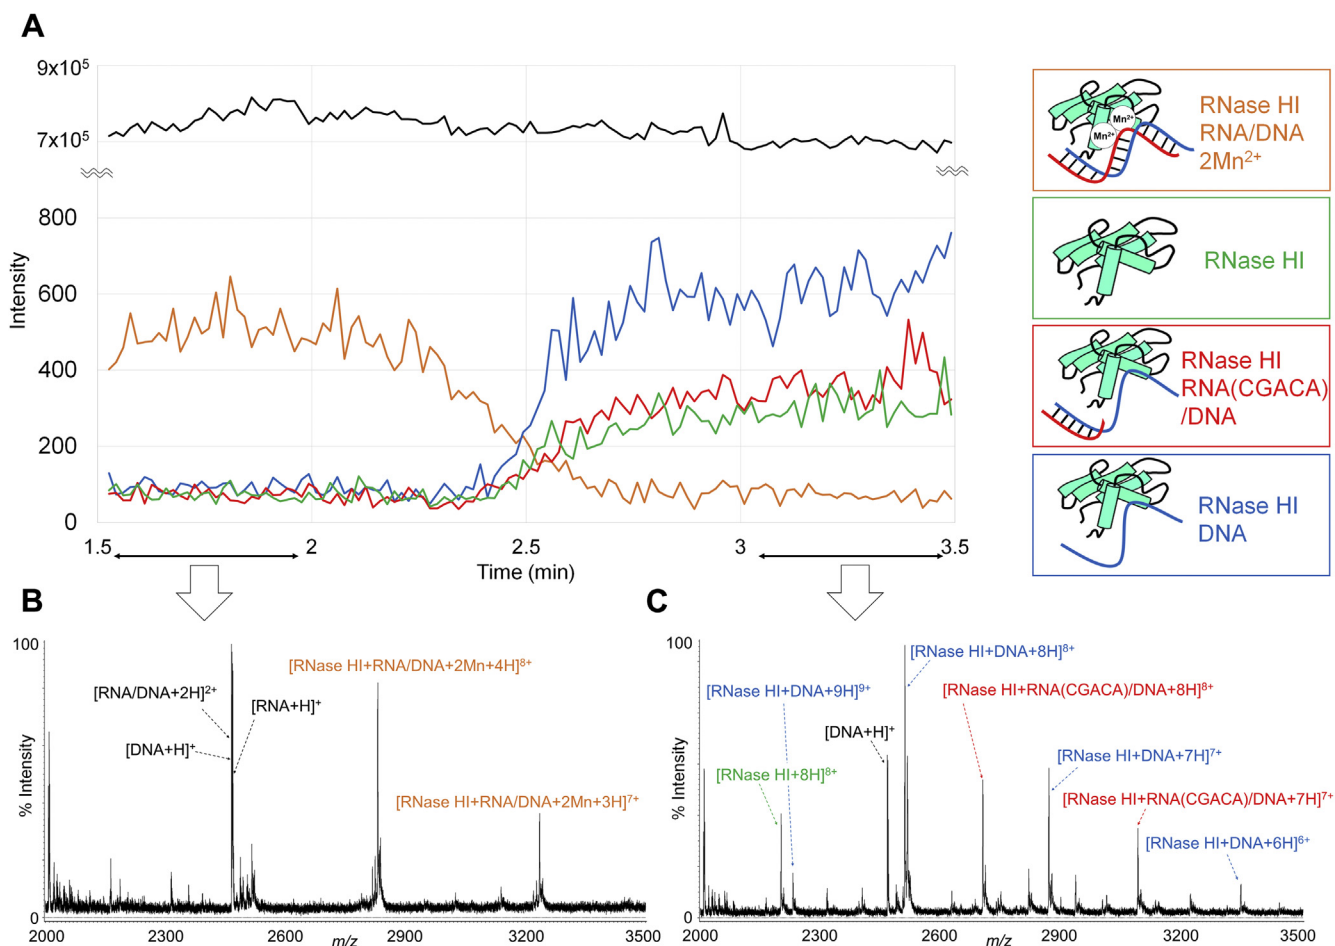 A
9x10⁵
7x10⁵
800
600
400
200
0
Intensity
1.5
2
2.5
3
3.5
Time (min)
Mn²⁺
Mn²⁺
RNase HI
RNA/DNA
2Mn²⁺
RNase HI
RNase HI
RNA(CGACA)
/DNA
RNase HI
DNA
B
100
% Intensity
0
[RNase HI+RNA/DNA+2Mn+4H]⁸⁺
[RNA/DNA+2H]²⁺
[RNA+H]⁺
[DNA+H]⁺
[RNase HI+RNA/DNA+2Mn+3H]⁷⁺
2000
2300
2600
m/z
2900
3200
3500
C
100
% Intensity
0
[RNase HI+DNA+8H]⁸⁺
[RNase HI+DNA+9H]⁹⁺
[RNase HI+RNA(CGACA)/DNA+8H]⁸⁺
[DNA+H]⁺
[RNase HI+DNA+7H]⁷⁺
[RNase HI+8H]⁸⁺
[RNase HI+RNA(CGACA)/DNA+7H]⁷⁺
[RNase HI+DNA+6H]⁶⁺
2000
2300
2600
m/z
2900
3200
3500